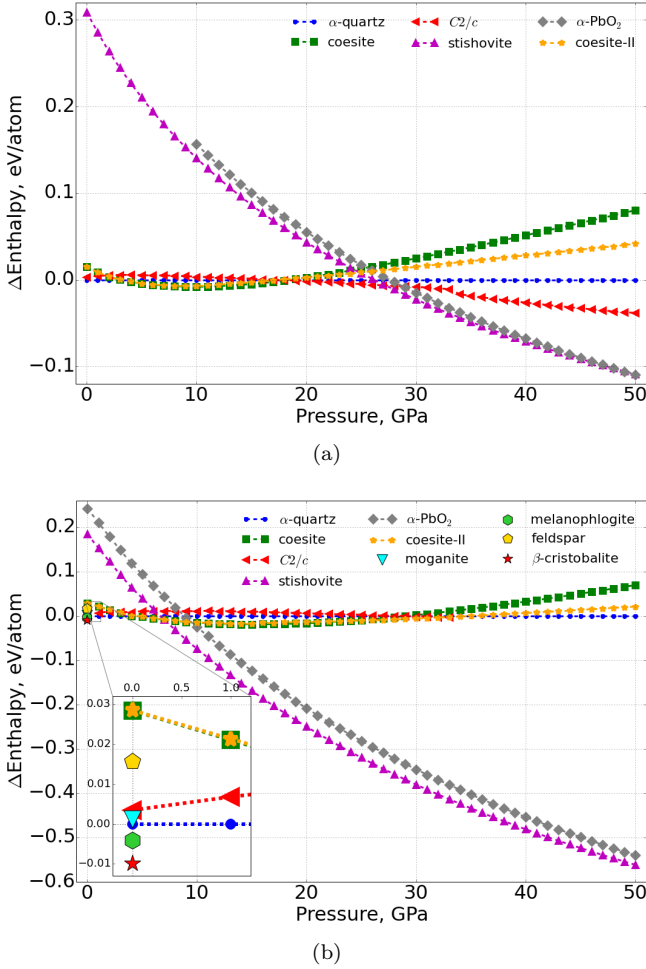 α-quartz C2/c α-PbO₂
coesite stishovite coesite-II
0.3
0.2
0.1
0.0
−0.1
ΔEnthalpy, eV/atom
0 10 20 30 40 50
Pressure, GPa
(a)
α-quartz α-PbO₂ melanophlogite
coesite coesite-II feldspar
C2/c moganite β-cristobalite
stishovite
0.2
0.1
0.0
−0.1
−0.2
−0.3
−0.4
−0.5
−0.6
ΔEnthalpy, eV/atom
0.0 0.5 1.0
0.03
0.02
0.01
0.00
−0.01
0 10 20 30 40 50
Pressure, GPa
(b)